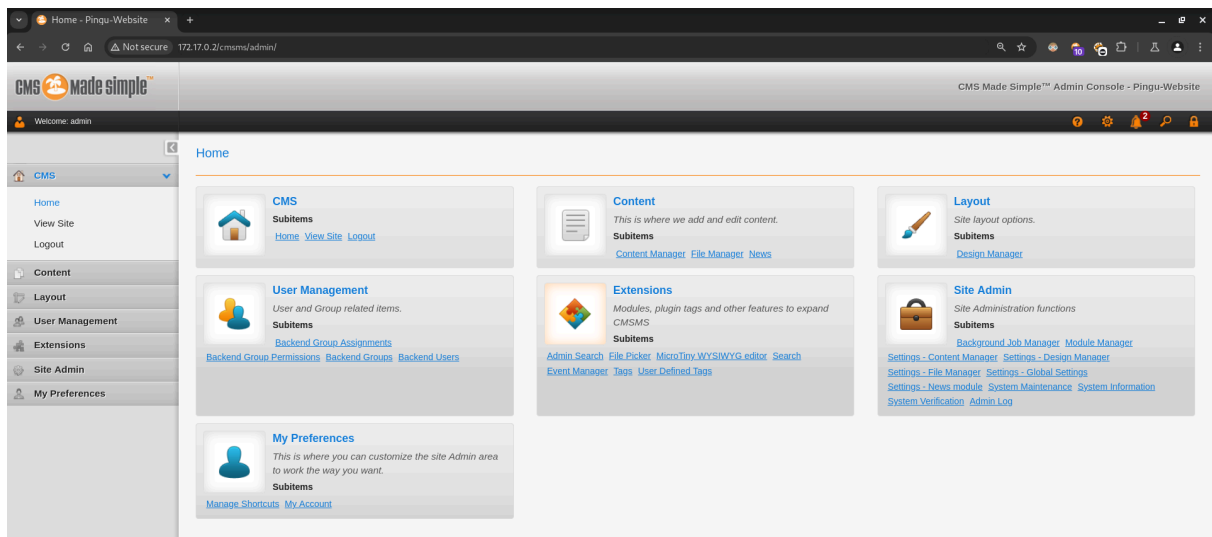 Home - Pingu-Website
Not secure 172.17.0.2/cmsms/admin/
10
CMS made simple™
CMS Made Simple™ Admin Console - Pingu-Website
Welcome: admin
2
CMS
Home
View Site
Logout
Content
Layout
User Management
Extensions
Site Admin
My Preferences
Home
CMS
Subitems
Home View Site Logout
Content
This is where we add and edit content.
Subitems
Content Manager File Manager News
Layout
Site layout options.
Subitems
Design Manager
User Management
User and Group related items.
Subitems
Backend Group Assignments
Backend Group Permissions Backend Groups Backend Users
Extensions
Modules, plugin tags and other features to expand
CMSMS
Subitems
Admin Search File Picker MicroTiny WYSIWYG editor Search
Event Manager Tags User Defined Tags
Site Admin
Site Administration functions
Subitems
Background Job Manager Module Manager
Settings - Content Manager Settings - Design Manager
Settings - File Manager Settings - Global Settings
Settings - News module System Maintenance System Information
System Verification Admin Log
My Preferences
This is where you can customize the site Admin area
to work the way you want.
Subitems
Manage Shortcuts My Account